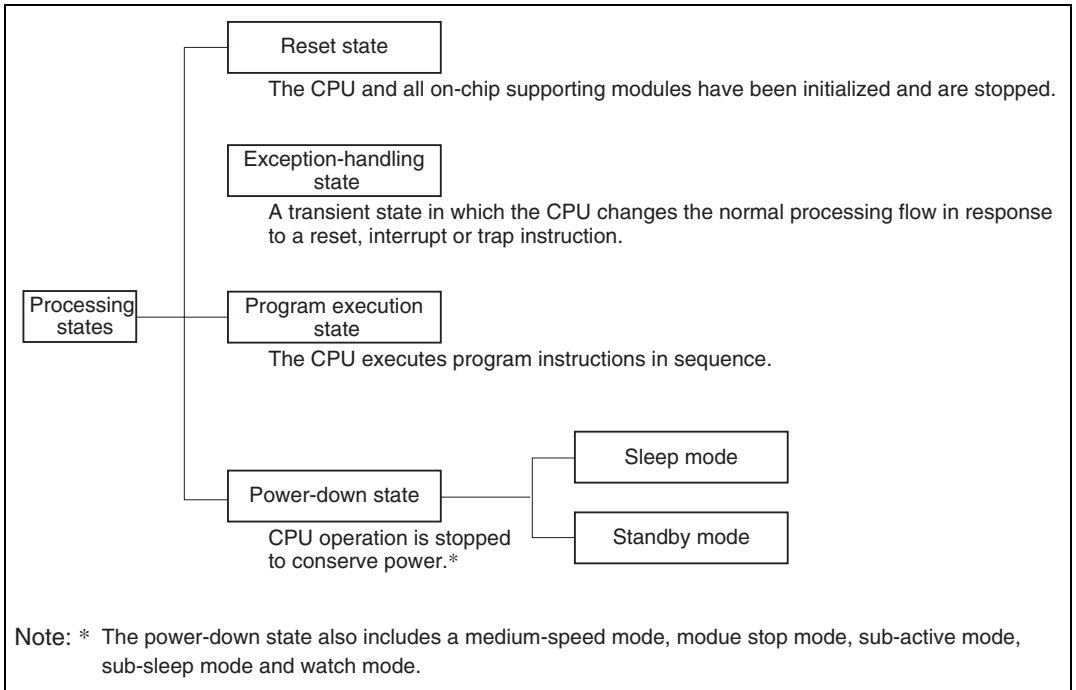 Reset state
The CPU and all on-chip supporting modules have been initialized and are stopped.
Exception-handling
state
A transient state in which the CPU changes the normal processing flow in response
to a reset, interrupt or trap instruction.
Processing
states
Program execution
state
The CPU executes program instructions in sequence.
Sleep mode
Power-down state
Standby mode
CPU operation is stopped
to conserve power.*
Note: * The power-down state also includes a medium-speed mode, modue stop mode, sub-active mode,
sub-sleep mode and watch mode.